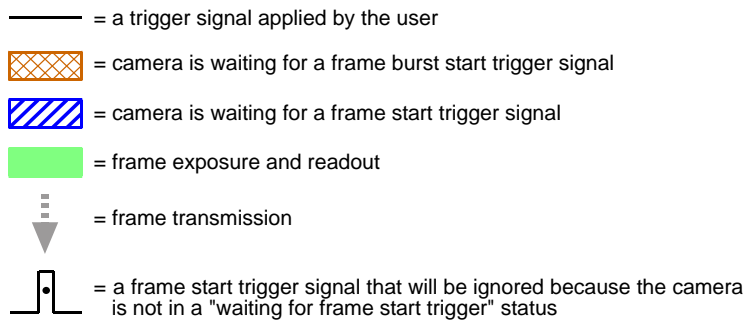 = a trigger signal applied by the user
= camera is waiting for a frame burst start trigger signal
= camera is waiting for a frame start trigger signal
= frame exposure and readout
= frame transmission
= a frame start trigger signal that will be ignored because the camera
is not in a "waiting for frame start trigger" status